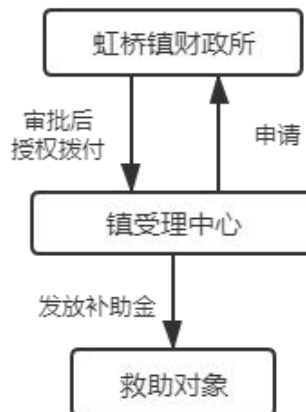 虹桥镇财政所
审批后
授权拨付
申请
镇受理中心
发放补助金
救助对象